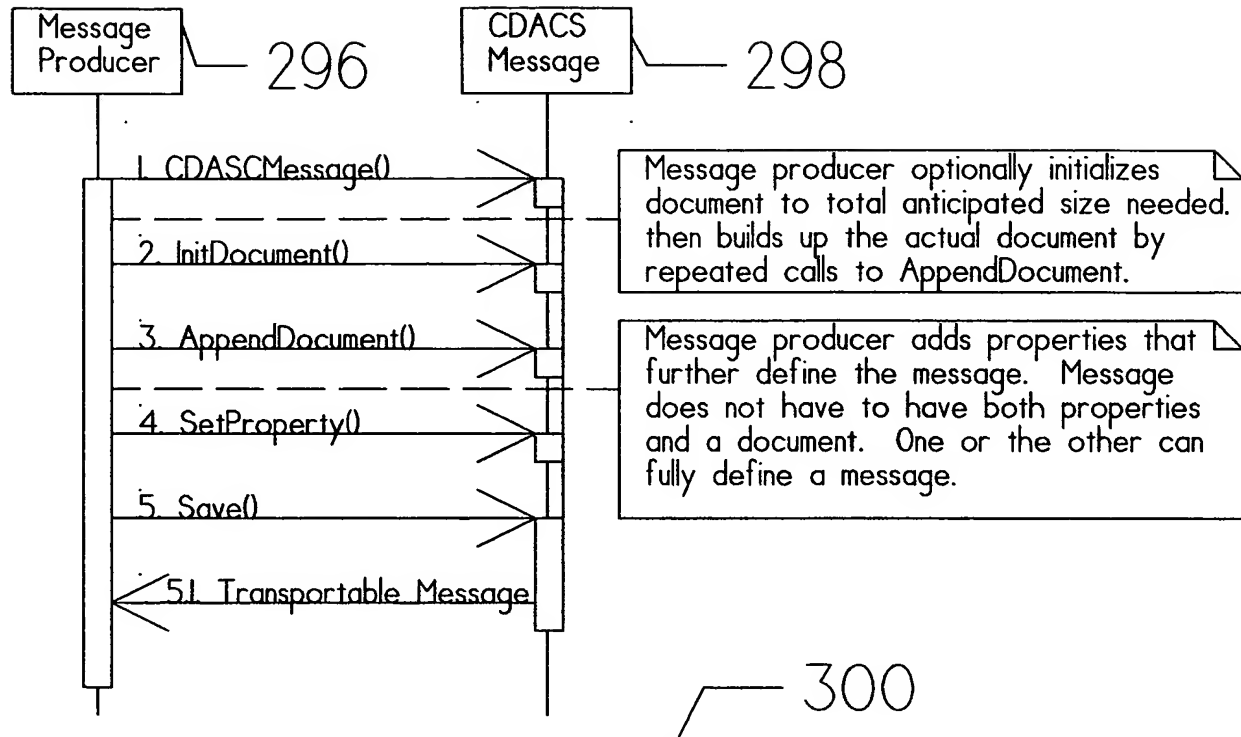 Message
Producer
296
CDACS
Message
298
1. CDASCMessage()
Message producer optionally initializes
document to total anticipated size needed.
then builds up the actual document by
repeated calls to AppendDocument.
2. InitDocument()
3. AppendDocument()
Message producer adds properties that
further define the message. Message
does not have to have both properties
and a document. One or the other can
fully define a message.
4. SetProperty()
5. Save()
5.1. Transportable Message
300